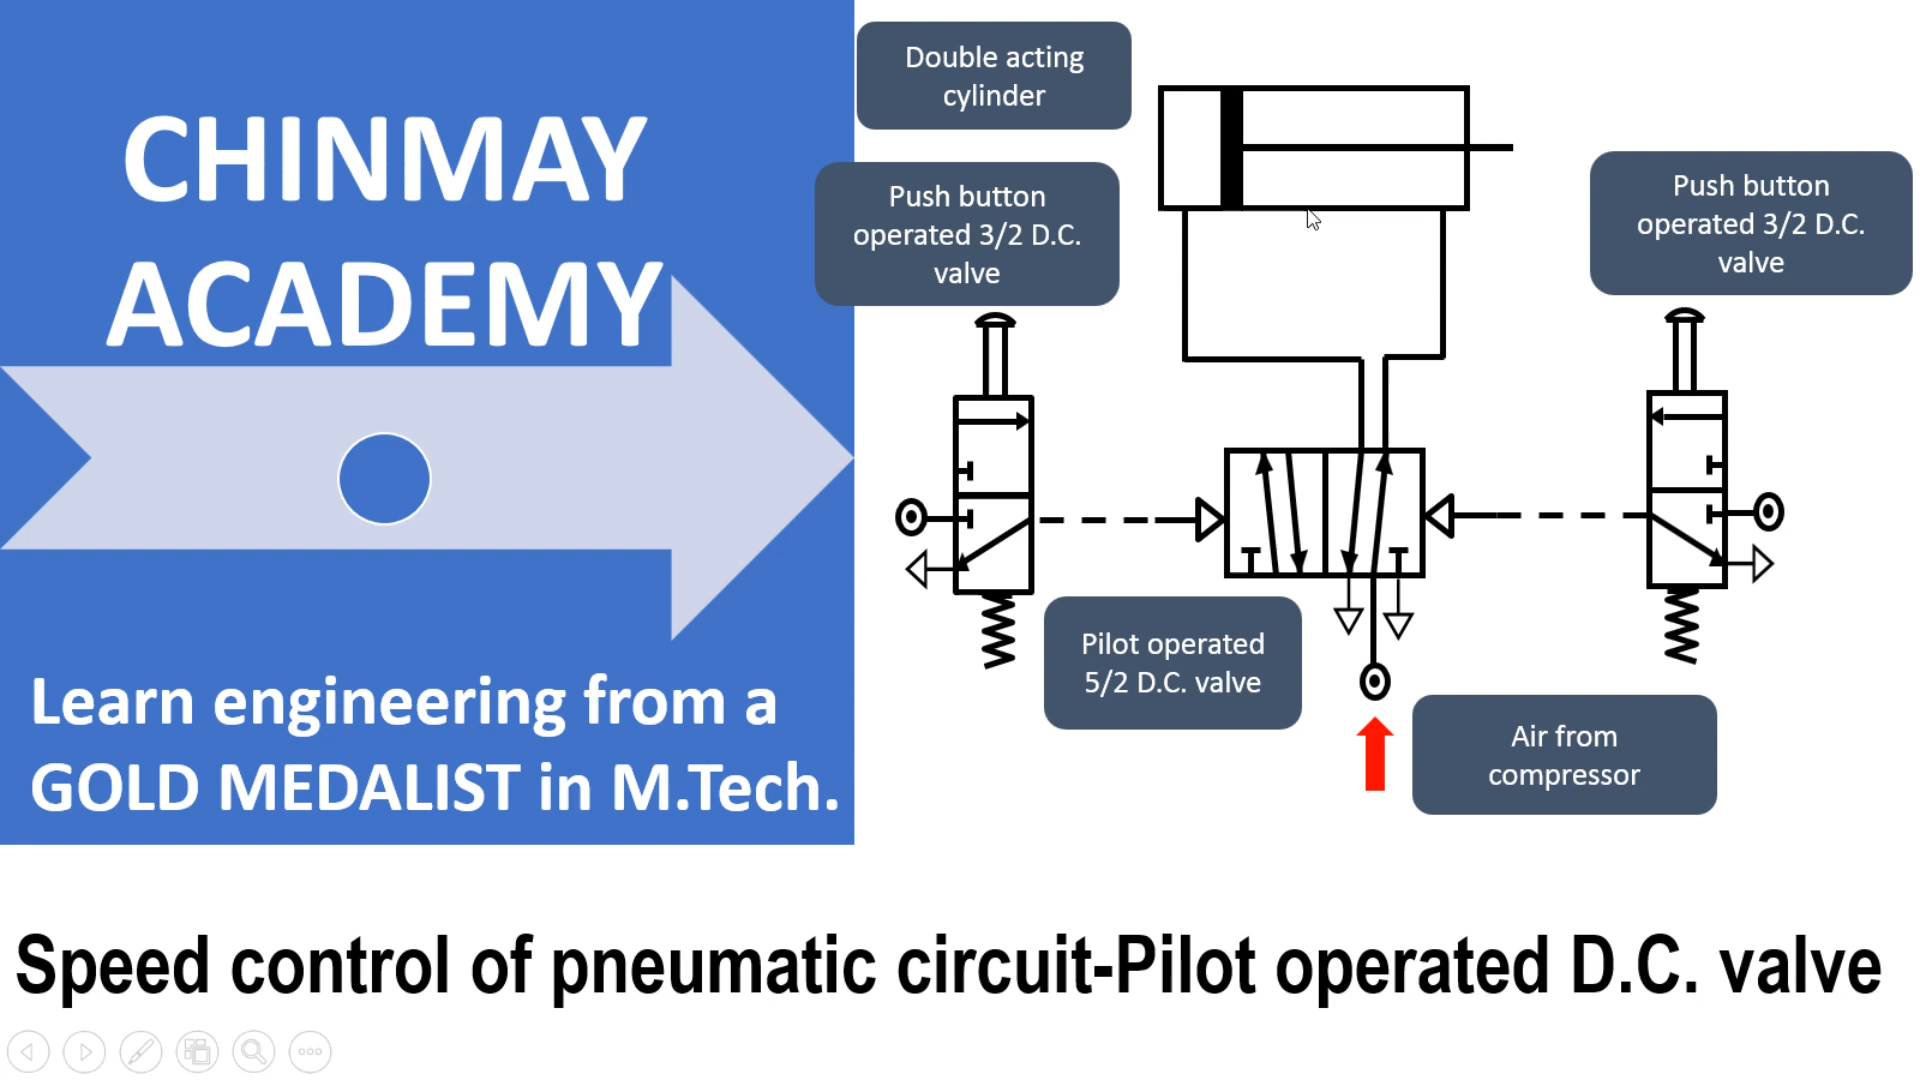 CHINMAY
ACADEMY
Learn engineering from a
GOLD MEDALIST in M.Tech.
Double acting
cylinder
Push button
operated 3/2 D.C.
valve
Push button
operated 3/2 D.C.
valve
Pilot operated
5/2 D.C. valve
Air from
compressor
Speed control of pneumatic circuit-Pilot operated D.C. valve